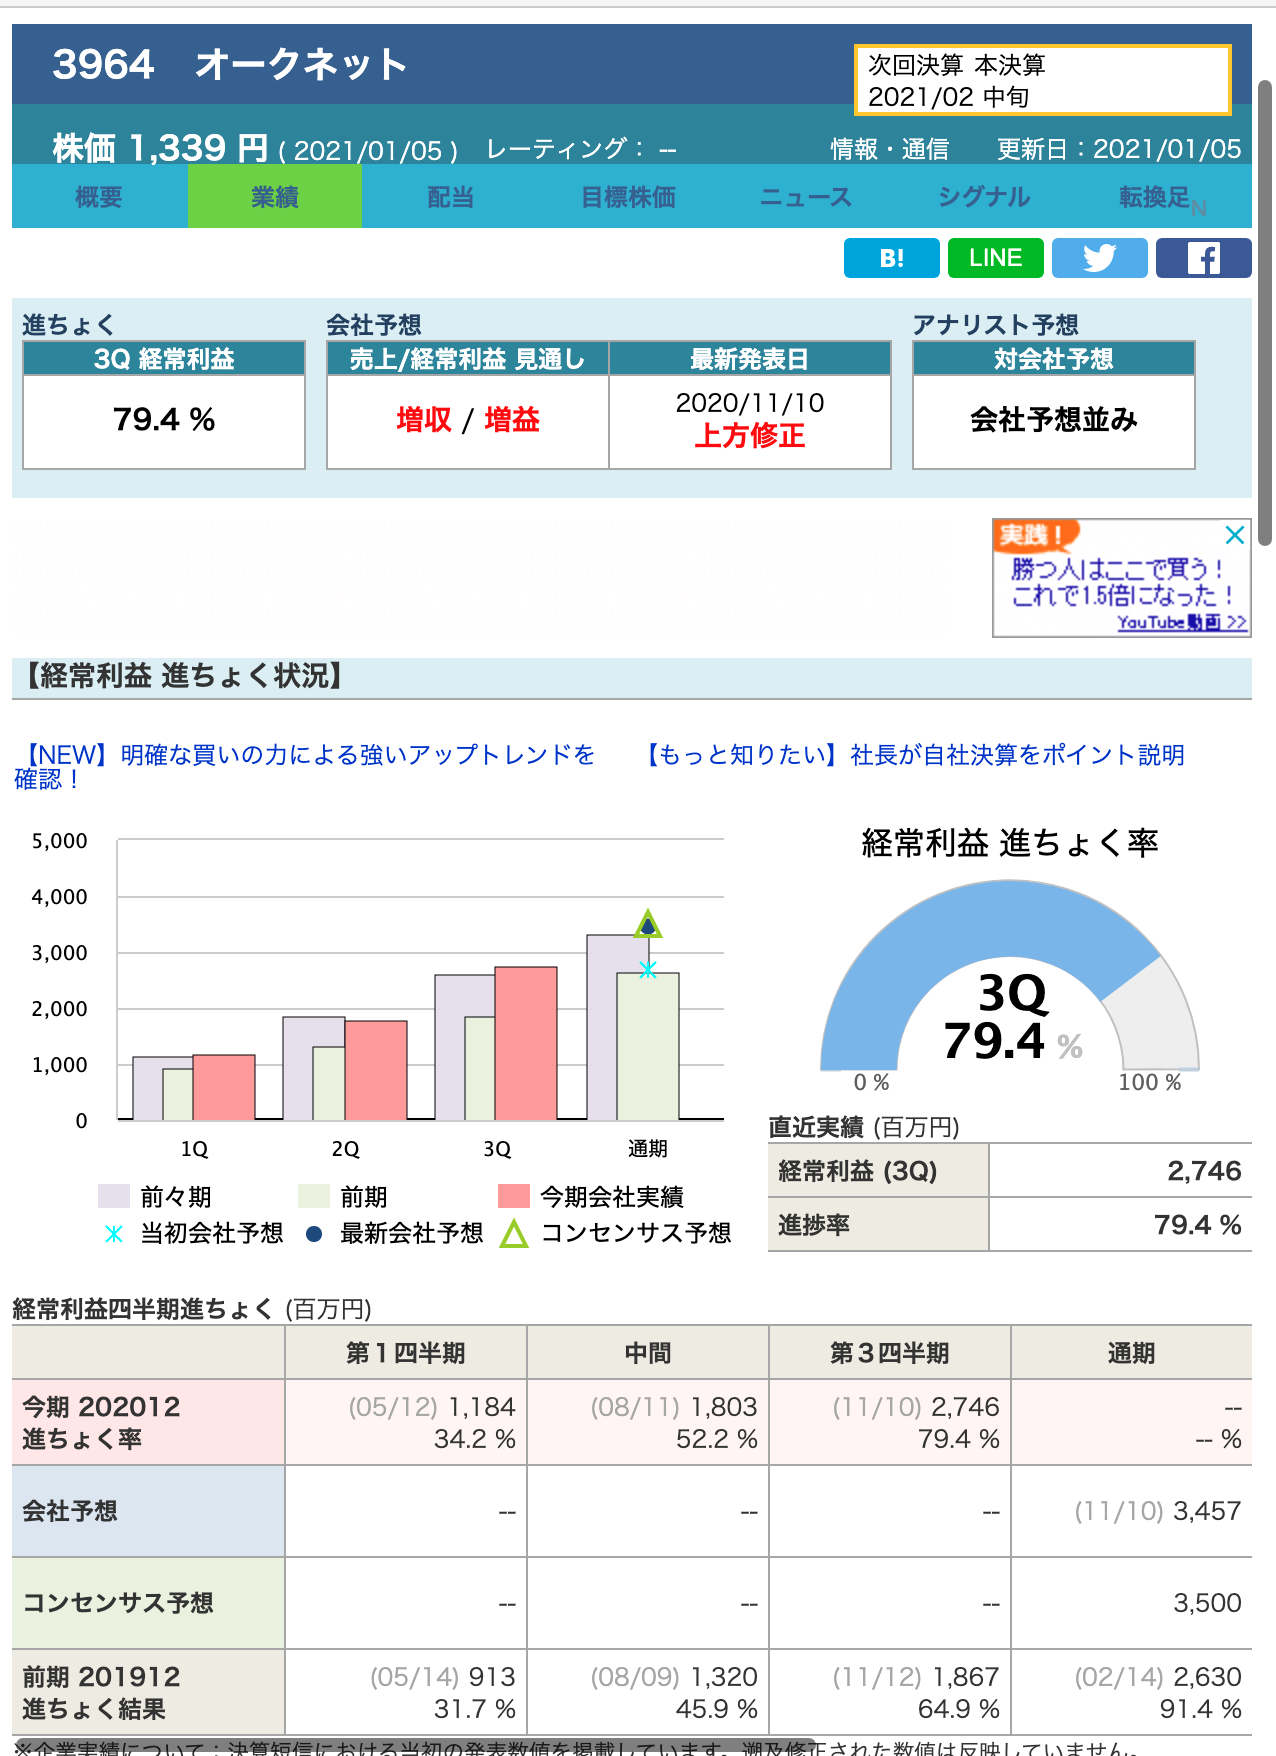 3964 オークネット
次回決算 本決算
2021/02 中旬
株価 1,339 円 ( 2021/01/05 ) レーティング： -- 情報・通信 更新日：2021/01/05
概要 業績 配当 目標株価 ニュース シグナル 転換足N
B! LINE
進ちょく 会社予想 アナリスト予想
3Q 経常利益 売上/経常利益 見通し 最新発表日 対会社予想
79.4 % 増収 / 増益 2020/11/10 会社予想並み
上方修正
実践！
勝つ人はここで買う！
これで1.5倍になった！
YouTube動画 >>
【経常利益 進ちょく状況】
【NEW】明確な買いの力による強いアップトレンドを
確認！
【もっと知りたい】社長が自社決算をポイント説明
5,000
4,000
3,000
2,000
1,000
0
1Q 2Q 3Q 通期
前々期 前期 今期会社実績
当初会社予想 最新会社予想 コンセンサス予想
経常利益 進ちょく率
3Q
79.4 %
0 % 100 %
直近実績 (百万円)
経常利益 (3Q) 2,746
進捗率 79.4 %
経常利益四半期進ちょく (百万円)
第１四半期 中間 第３四半期 通期
今期 202012 (05/12) 1,184 (08/11) 1,803 (11/10) 2,746 --
進ちょく率 34.2 % 52.2 % 79.4 % -- %
会社予想 -- -- -- (11/10) 3,457
コンセンサス予想 -- -- -- 3,500
前期 201912 (05/14) 913 (08/09) 1,320 (11/12) 1,867 (02/14) 2,630
進ちょく結果 31.7 % 45.9 % 64.9 % 91.4 %
※企業実績について：決算短信における当初の発表数値を掲載しています。遡及修正された数値は反映していません。